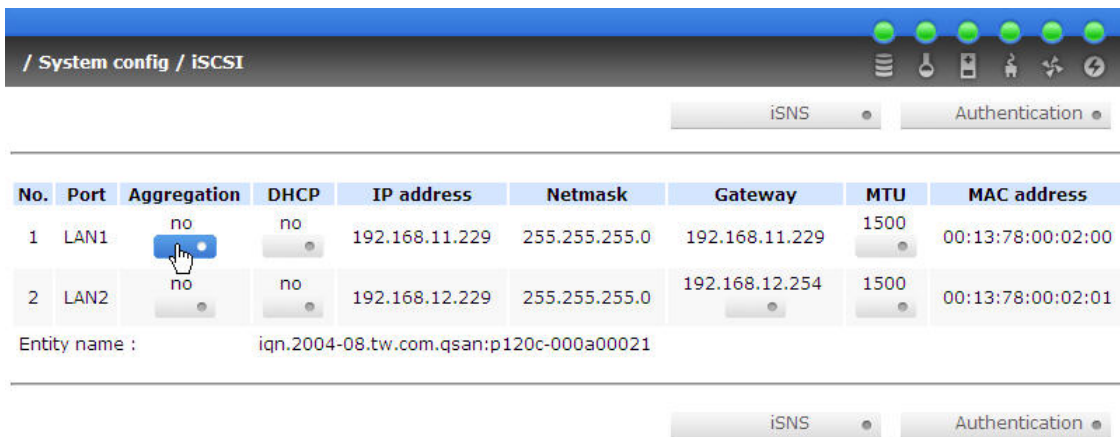 / System config / iSCSI
iSNS Authentication
No. Port Aggregation DHCP IP address Netmask Gateway MTU MAC address
1 LAN1 no no 192.168.11.229 255.255.255.0 192.168.11.229 1500 00:13:78:00:02:00
2 LAN2 no no 192.168.12.229 255.255.255.0 192.168.12.254 1500 00:13:78:00:02:01
Entity name : iqn.2004-08.tw.com.qsan:p120c-000a00021
iSNS Authentication